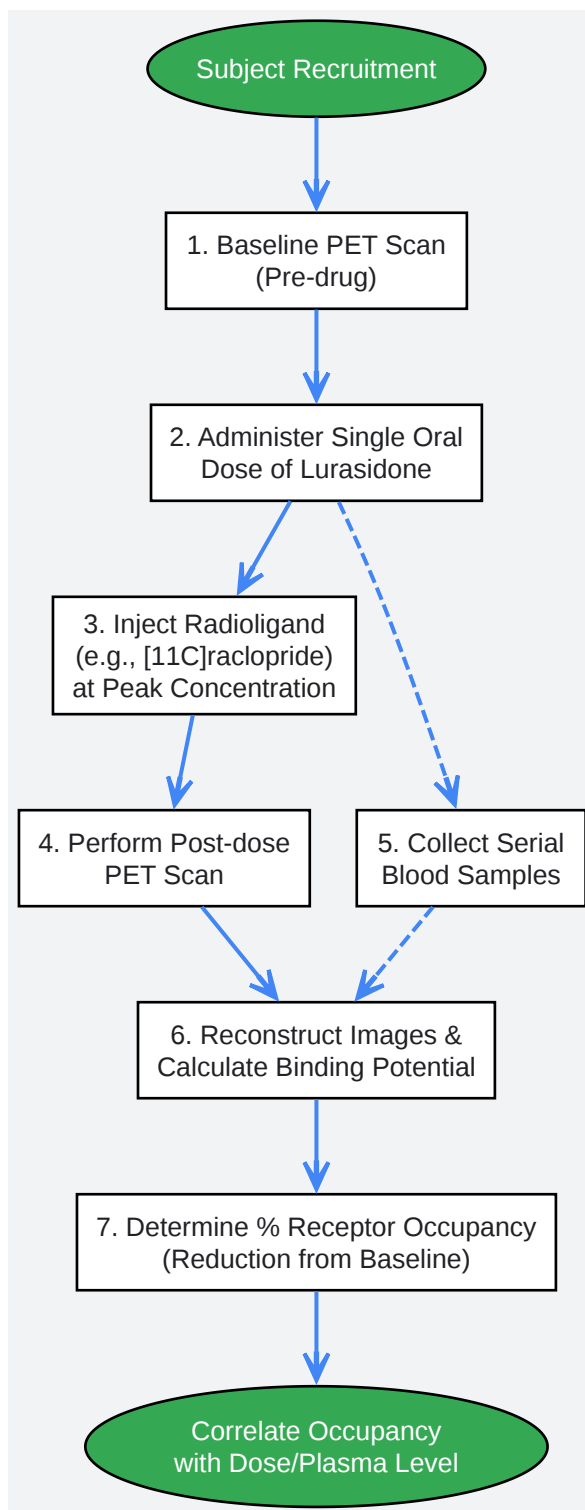 Subject Recruitment
1. Baseline PET Scan
(Pre-drug)
2. Administer Single Oral
Dose of Lurasidone
3. Inject Radioligand
(e.g., [11C]raclopride)
at Peak Concentration
4. Perform Post-dose
PET Scan
5. Collect Serial
Blood Samples
6. Reconstruct Images &
Calculate Binding Potential
7. Determine % Receptor Occupancy
(Reduction from Baseline)
Correlate Occupancy
with Dose/Plasma Level